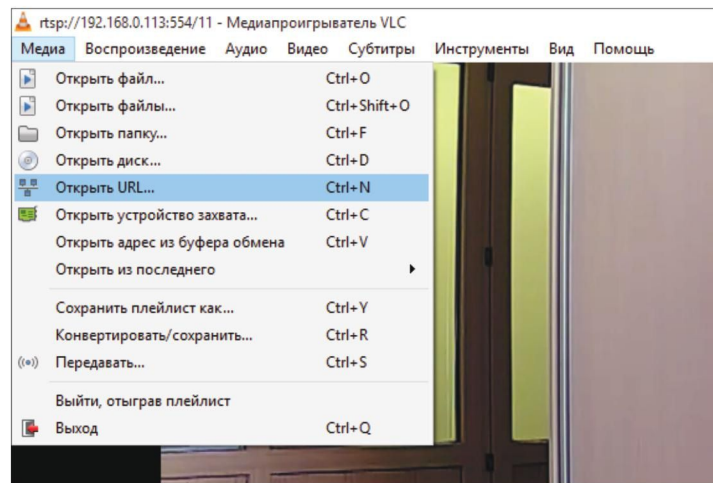 rtsp://192.168.0.113:554/11 - Медиапроигрыватель VLC
Медиа Воспроизведение Аудио Видео Субтитры Инструменты Вид Помощь
Открыть файл... Ctrl+O
Открыть файлы... Ctrl+Shift+O
Открыть папку... Ctrl+F
Открыть диск... Ctrl+D
Открыть URL... Ctrl+N
Открыть устройство захвата... Ctrl+C
Открыть адрес из буфера обмена Ctrl+V
Открыть из последнего
Сохранить плейлист как... Ctrl+Y
Конвертировать/сохранить... Ctrl+R
Передавать... Ctrl+S
Выйти, отыграв плейлист
Выход Ctrl+Q